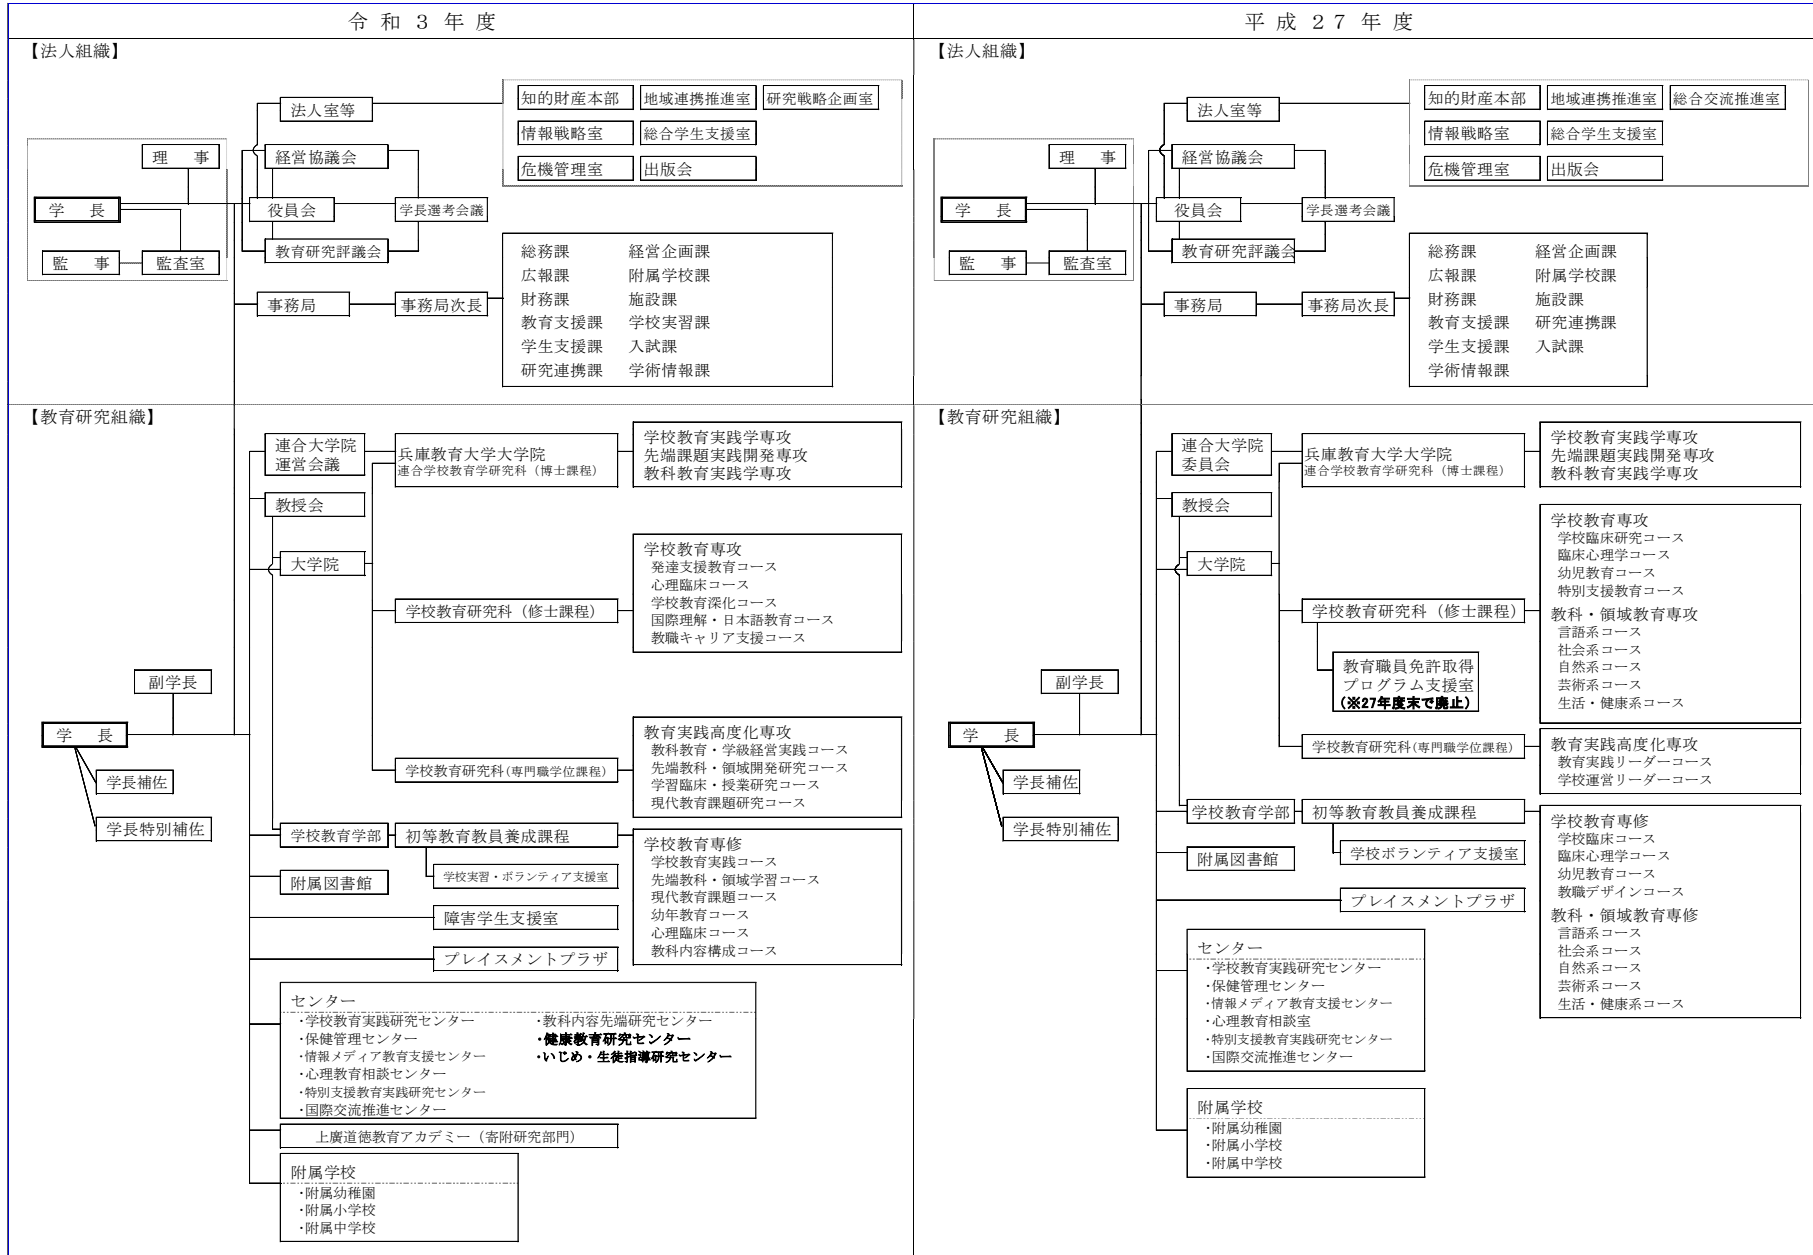 令和3年度
【法人組織】
法人室等
知的財産本部 地域連携推進室 研究戦略企画室
情報戦略室 総合学生支援室
危機管理室 出版会
理　事
経営協議会
学　長
役員会
学長選考会議
教育研究評議会
監　事
監査室
事務局
事務局次長
総務課 経営企画課
広報課 附属学校課
財務課 施設課
教育支援課 学校実習課
学生支援課 入試課
研究連携課 学術情報課
【教育研究組織】
連合大学院
運営会議
兵庫教育大学大学院
連合学校教育学研究科（博士課程）
学校教育実践学専攻
先端課題実践開発専攻
教科教育実践学専攻
教授会
大学院
学校教育研究科（修士課程）
学校教育専攻
発達支援教育コース
心理臨床コース
学校教育深化コース
国際理解・日本語教育コース
教職キャリア支援コース
副学長
学　長
学長補佐
学長特別補佐
学校教育研究科(専門職学位課程)
教育実践高度化専攻
教科教育・学級経営実践コース
先端教科・領域開発研究コース
学習臨床・授業研究コース
現代教育課題研究コース
学校教育学部
初等教育教員養成課程
学校教育専修
学校教育実践コース
先端教科・領域学習コース
現代教育課題コース
幼年教育コース
心理臨床コース
教科内容構成コース
学校実習・ボランティア支援室
附属図書館
障害学生支援室
プレイスメントプラザ
センター
・学校教育実践研究センター
・保健管理センター
・情報メディア教育支援センター
・心理教育相談センター
・特別支援教育実践研究センター
・国際交流推進センター
・教科内容先端研究センター
・健康教育研究センター
・いじめ・生徒指導研究センター
上廣道徳教育アカデミー（寄附研究部門）
附属学校
・附属幼稚園
・附属小学校
・附属中学校
平成27年度
【法人組織】
法人室等
知的財産本部 地域連携推進室 総合交流推進室
情報戦略室 総合学生支援室
危機管理室 出版会
理　事
経営協議会
学　長
役員会
学長選考会議
教育研究評議会
監　事
監査室
事務局
事務局次長
総務課 経営企画課
広報課 附属学校課
財務課 施設課
教育支援課 研究連携課
学生支援課 入試課
学術情報課
【教育研究組織】
連合大学院
委員会
兵庫教育大学大学院
連合学校教育学研究科（博士課程）
学校教育実践学専攻
先端課題実践開発専攻
教科教育実践学専攻
教授会
大学院
学校教育研究科（修士課程）
学校教育専攻
学校臨床研究コース
臨床心理学コース
幼児教育コース
特別支援教育コース
教科・領域教育専攻
言語系コース
社会系コース
自然系コース
芸術系コース
生活・健康系コース
教育職員免許取得
プログラム支援室
(※27年度末で廃止)
副学長
学　長
学長補佐
学長特別補佐
学校教育研究科(専門職学位課程)
教育実践高度化専攻
教育実践リーダーコース
学校運営リーダーコース
学校教育学部
初等教育教員養成課程
学校教育専修
学校臨床コース
臨床心理学コース
幼児教育コース
教職デザインコース
教科・領域教育専修
言語系コース
社会系コース
自然系コース
芸術系コース
生活・健康系コース
学校ボランティア支援室
附属図書館
プレイスメントプラザ
センター
・学校教育実践研究センター
・保健管理センター
・情報メディア教育支援センター
・心理教育相談室
・特別支援教育実践研究センター
・国際交流推進センター
附属学校
・附属幼稚園
・附属小学校
・附属中学校